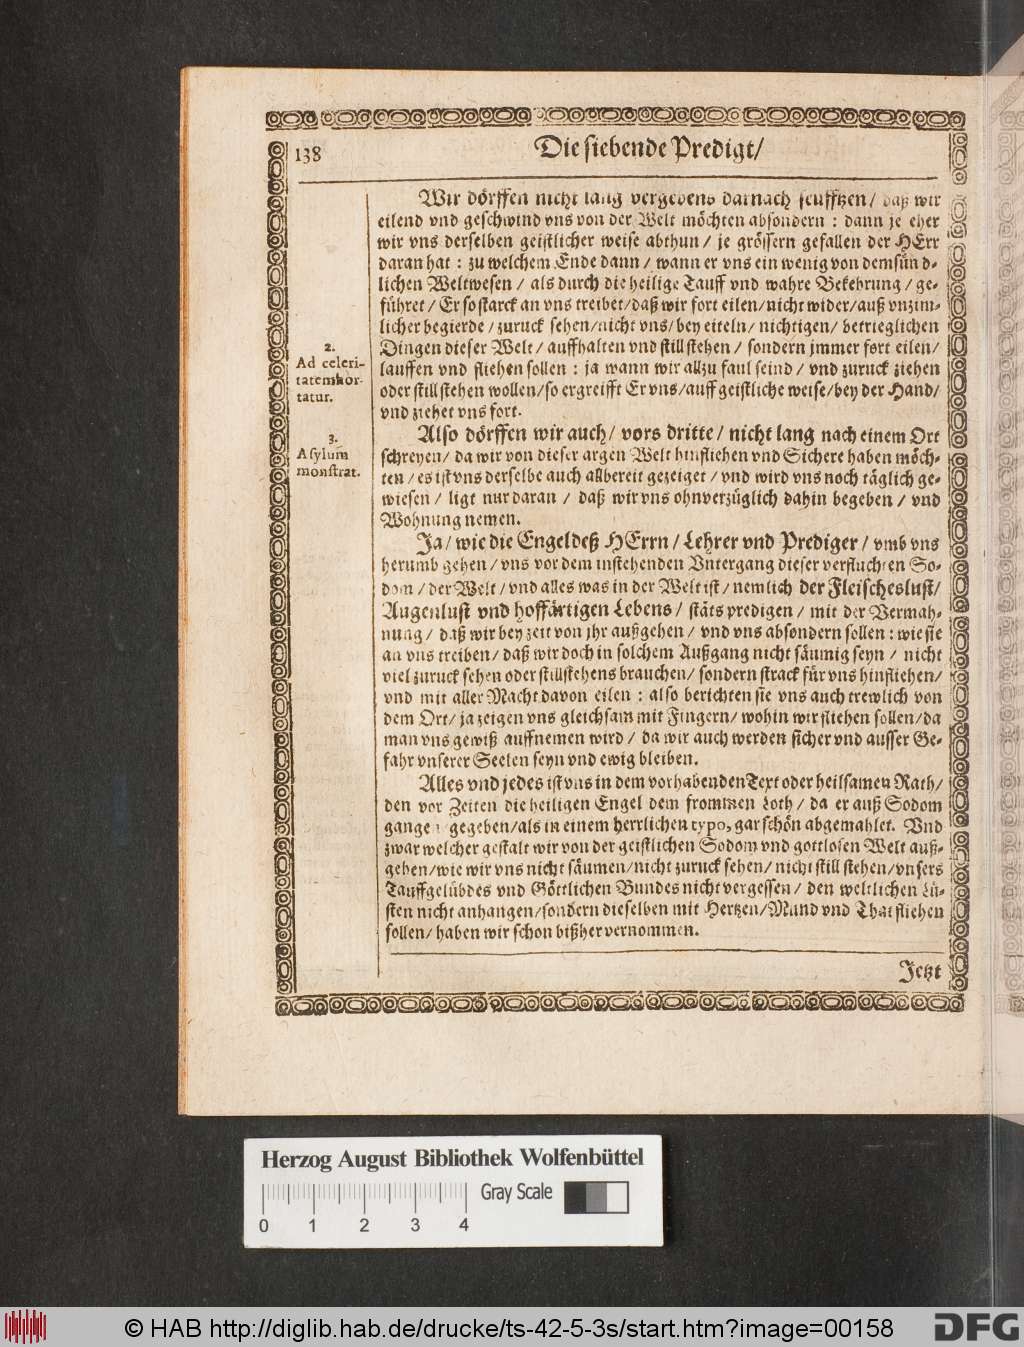 138
Die siebende Predigt/
Wir dörffen nicht lang vergebens darnach seufftzen/ daß wir
eilend vnd geschwind vns von der Welt möchten absondern : dann je eher
wir vns derselben geistlicher weise abthun/ je grössern gefallen der HErr
daran hat : zu welchem Ende dann/ wann er vns ein wenig von dem sünd-
lichen Weltwesen/ als durch die heilige Tauff vnd wahre Bekehrung/ ge-
führet/ Er so starck an vns treibet/ daß wir fort eilen/ nicht wider/ auß vnzim-
licher begierde/ zuruck sehen/ nicht vns/ bey eiteln/ nichtigen/ betrieglichen
Dingen dieser Welt/ auffhalten vnd still stehen/ sondern jmmer fort eilen/
lauffen vnd fliehen sollen : ja wann wir allzu faul seind/ vnd zuruck ziehen
oder still stehen wollen/ so ergreifft Er vns/ auff geistliche weise/ bey der Hand/
vnd ziehet vns fort.
2.
Ad celeri-
tatem hor-
tatur.
Also dörffen wir auch/ vors dritte/ nicht lang nach einem Ort
schreyen/ da wir von dieser argen Welt hinfliehen vnd Sichere haben möch-
ten/ es ist vns derselbe auch allbereit gezeiget/ vnd wird vns noch täglich ge-
wiesen/ ligt nur daran/ daß wir vns ohnverzüglich dahin begeben/ vnd
Wohnung nemen.
3.
Asylum̄
monstrat.
Ja/ wie die Engel deß HErrn/ Lehrer vnd Prediger/ vmb vns
herumb gehen/ vns vor dem instehenden Vntergang dieser verfluchten So-
dom/ der Welt/ vnd alles was in der Welt ist/ nemlich der Fleischeslust/
Augenlust vnd hoffärtigen Lebens/ stäts predigen/ mit der Vermah-
nung/ daß wir bey zeit von jhr außgehen/ vnd vns absondern sollen : wie sie
an vns treiben/ daß wir doch in solchem Außgang nicht säumig seyn/ nicht
viel zuruck sehen oder stillstehens brauchen/ sondern strack für vns hinfliehen/
vnd mit aller Macht davon eilen : also berichten sie vns auch trewlich von
dem Ort/ ja zeigen vns gleichsam mit Fingern/ wohin wir fliehen sollen/ da
man vns gewiß auffnemen wird/ da wir auch werden sicher vnd ausser Ge-
fahr vnserer Seelen seyn vnd ewig bleiben.
Alles vnd jedes ist vns in dem vorhabenden Text oder heilsamen Rath/
den vor Zeiten die heiligen Engel dem frommen Loth/ da er auß Sodom
gangen/ gegeben/ als in einem herrlichen typo, gar schön abgemahlet. Vnd
zwar welcher gestalt wir von der geistlichen Sodom vnd gottlosen Welt auß-
gehen/ wie wir vns nicht säumen/ nicht zuruck sehen/ nicht still stehen/ vnsers
Tauffgelübdes vnd Göttlichen Bundes nicht vergessen/ den weltlichen Lü-
sten nicht anhangen/ sondern dieselben mit Hertzen/ Mund vnd That fliehen
sollen/ haben wir schon bißher vernommen.
Jetzt
Herzog August Bibliothek Wolfenbüttel
Gray Scale
0 1 2 3 4
© HAB http://diglib.hab.de/drucke/ts-42-5-3s/start.htm?image=00158
DFG